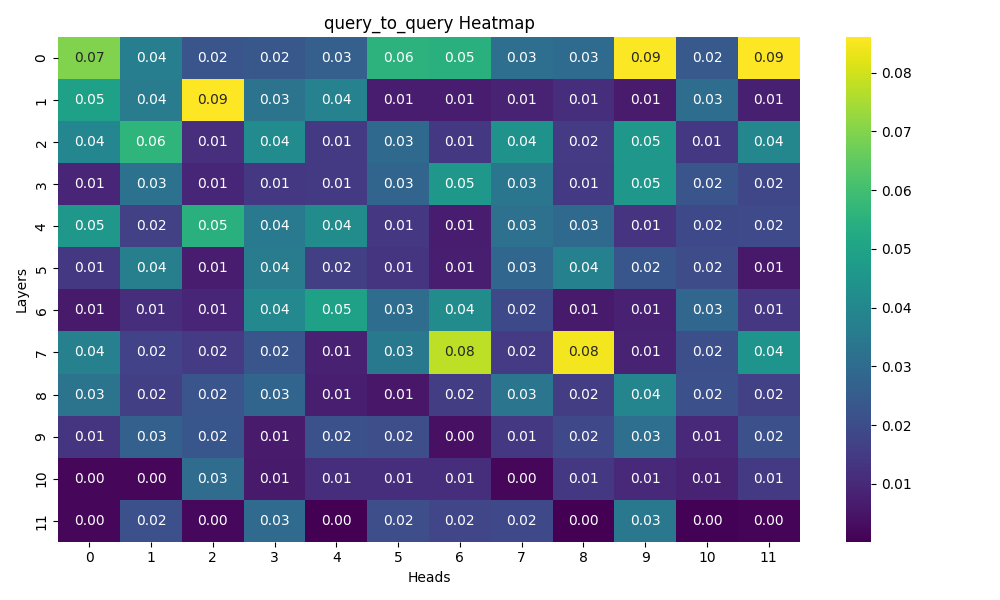 query_to_query Heatmap
0 0.07 0.04 0.02 0.02 0.03 0.06 0.05 0.03 0.03 0.09 0.02 0.09
1 0.05 0.04 0.09 0.03 0.04 0.01 0.01 0.01 0.01 0.01 0.03 0.01
2 0.04 0.06 0.01 0.04 0.01 0.03 0.01 0.04 0.02 0.05 0.01 0.04
3 0.01 0.03 0.01 0.01 0.01 0.03 0.05 0.03 0.01 0.05 0.02 0.02
4 0.05 0.02 0.05 0.04 0.04 0.01 0.01 0.03 0.03 0.01 0.02 0.02
5 0.01 0.04 0.01 0.04 0.02 0.01 0.01 0.03 0.04 0.02 0.02 0.01
6 0.01 0.01 0.01 0.04 0.05 0.03 0.04 0.02 0.01 0.01 0.03 0.01
7 0.04 0.02 0.02 0.02 0.01 0.03 0.08 0.02 0.08 0.01 0.02 0.04
8 0.03 0.02 0.02 0.03 0.01 0.01 0.02 0.03 0.02 0.04 0.02 0.02
9 0.01 0.03 0.02 0.01 0.02 0.02 0.00 0.01 0.02 0.03 0.01 0.02
10 0.00 0.00 0.03 0.01 0.01 0.01 0.01 0.00 0.01 0.01 0.01 0.01
11 0.00 0.02 0.00 0.03 0.00 0.02 0.02 0.02 0.00 0.03 0.00 0.00
0 1 2 3 4 5 6 7 8 9 10 11
Heads
Layers
0.08
0.07
0.06
0.05
0.04
0.03
0.02
0.01